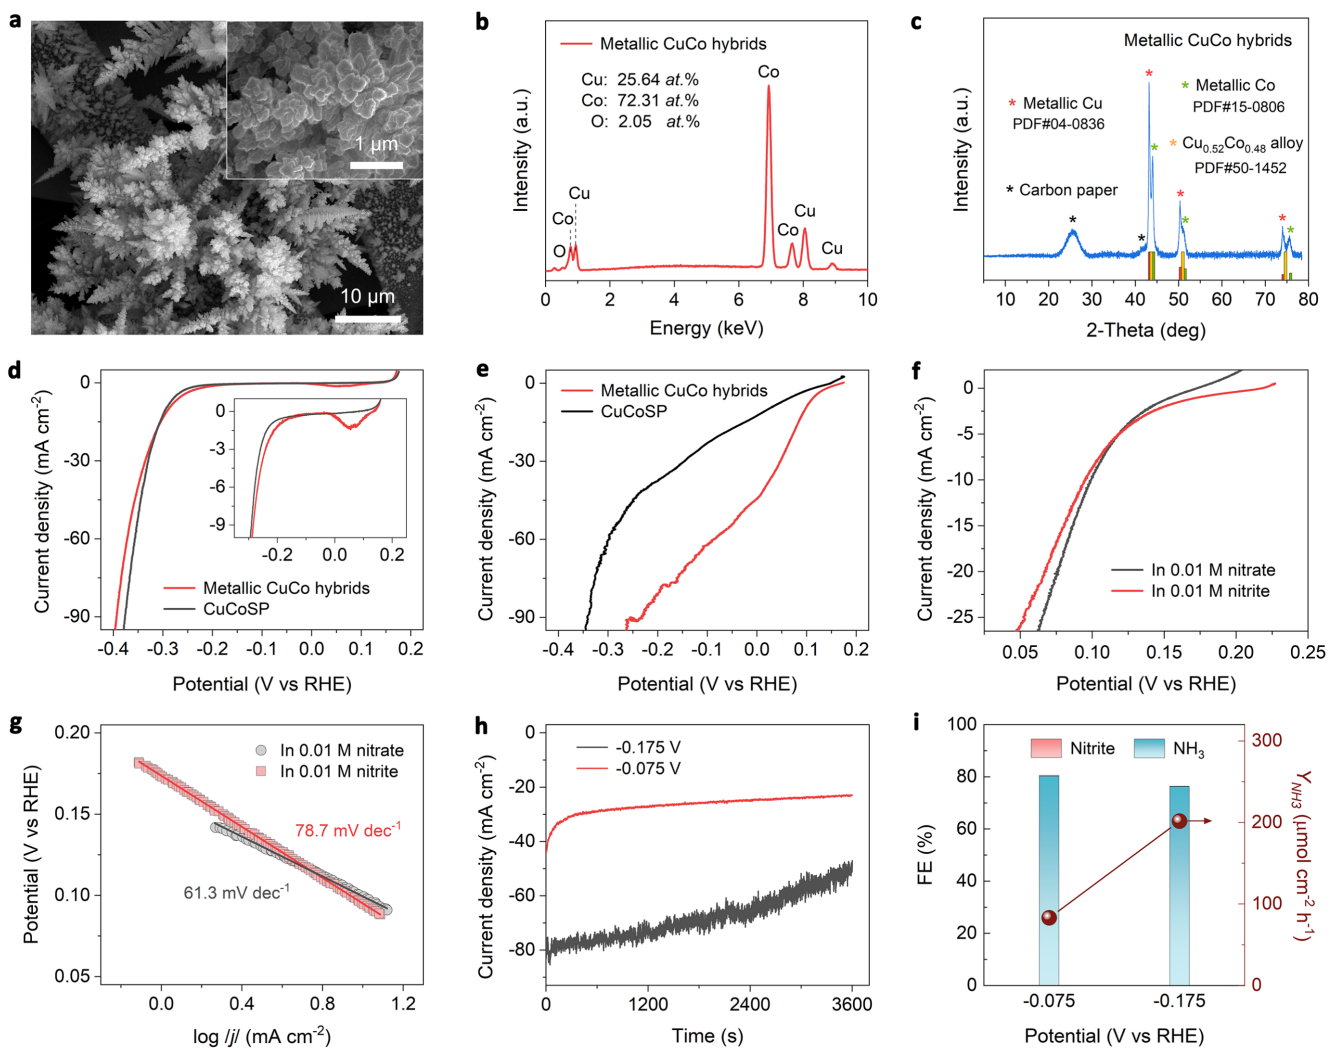 a
1 µm
10 µm
b
Metallic CuCo hybrids
Cu: 25.64 at.%
Co: 72.31 at.%
O: 2.05 at.%
Co
Cu
Co
O
Co
Cu
Cu
Intensity (a.u.)
0 2 4 6 8 10
Energy (keV)
c
Metallic CuCo hybrids
* Metallic Cu
PDF#04-0836
* Metallic Co
PDF#15-0806
* Cu0.52Co0.48 alloy
PDF#50-1452
* Carbon paper
Intensity (a.u.)
10 20 30 40 50 60 70 80
2-Theta (deg)
d
0
-30
-60
-90
Current density (mA cm-2)
0
-3
-6
-9
-0.2 0.0 0.2
Metallic CuCo hybrids
CuCoSP
-0.4 -0.3 -0.2 -0.1 0.0 0.1 0.2
Potential (V vs RHE)
e
0
-30
-60
-90
Current density (mA cm-2)
Metallic CuCo hybrids
CuCoSP
-0.4 -0.3 -0.2 -0.1 0.0 0.1 0.2
Potential (V vs RHE)
f
0
-5
-10
-15
-20
-25
Current density (mA cm-2)
In 0.01 M nitrate
In 0.01 M nitrite
0.05 0.10 0.15 0.20 0.25
Potential (V vs RHE)
g
0.20
0.15
0.10
0.05
Potential (V vs RHE)
In 0.01 M nitrate
In 0.01 M nitrite
78.7 mV dec-1
61.3 mV dec-1
0.0 0.4 0.8 1.2
log /j/ (mA cm-2)
h
-20
0
-40
-60
-80
Current density (mA cm-2)
-0.175 V
-0.075 V
0 1200 2400 3600
Time (s)
i
100
80
60
40
20
0
FE (%)
Nitrite
NH3
300
200
100
0
YNH3 (µmol cm-2 h-1)
-0.075 -0.175
Potential (V vs RHE)